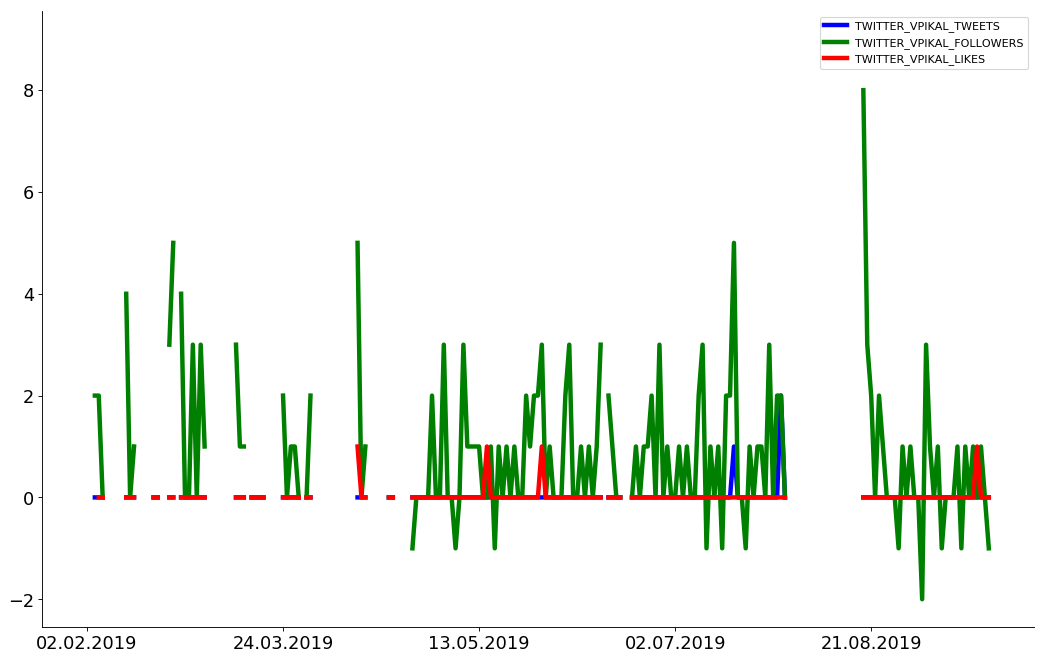 TWITTER_VPIKAL_TWEETS
TWITTER_VPIKAL_FOLLOWERS
TWITTER_VPIKAL_LIKES
8
6
4
2
0
−2
02.02.2019 24.03.2019 13.05.2019 02.07.2019 21.08.2019